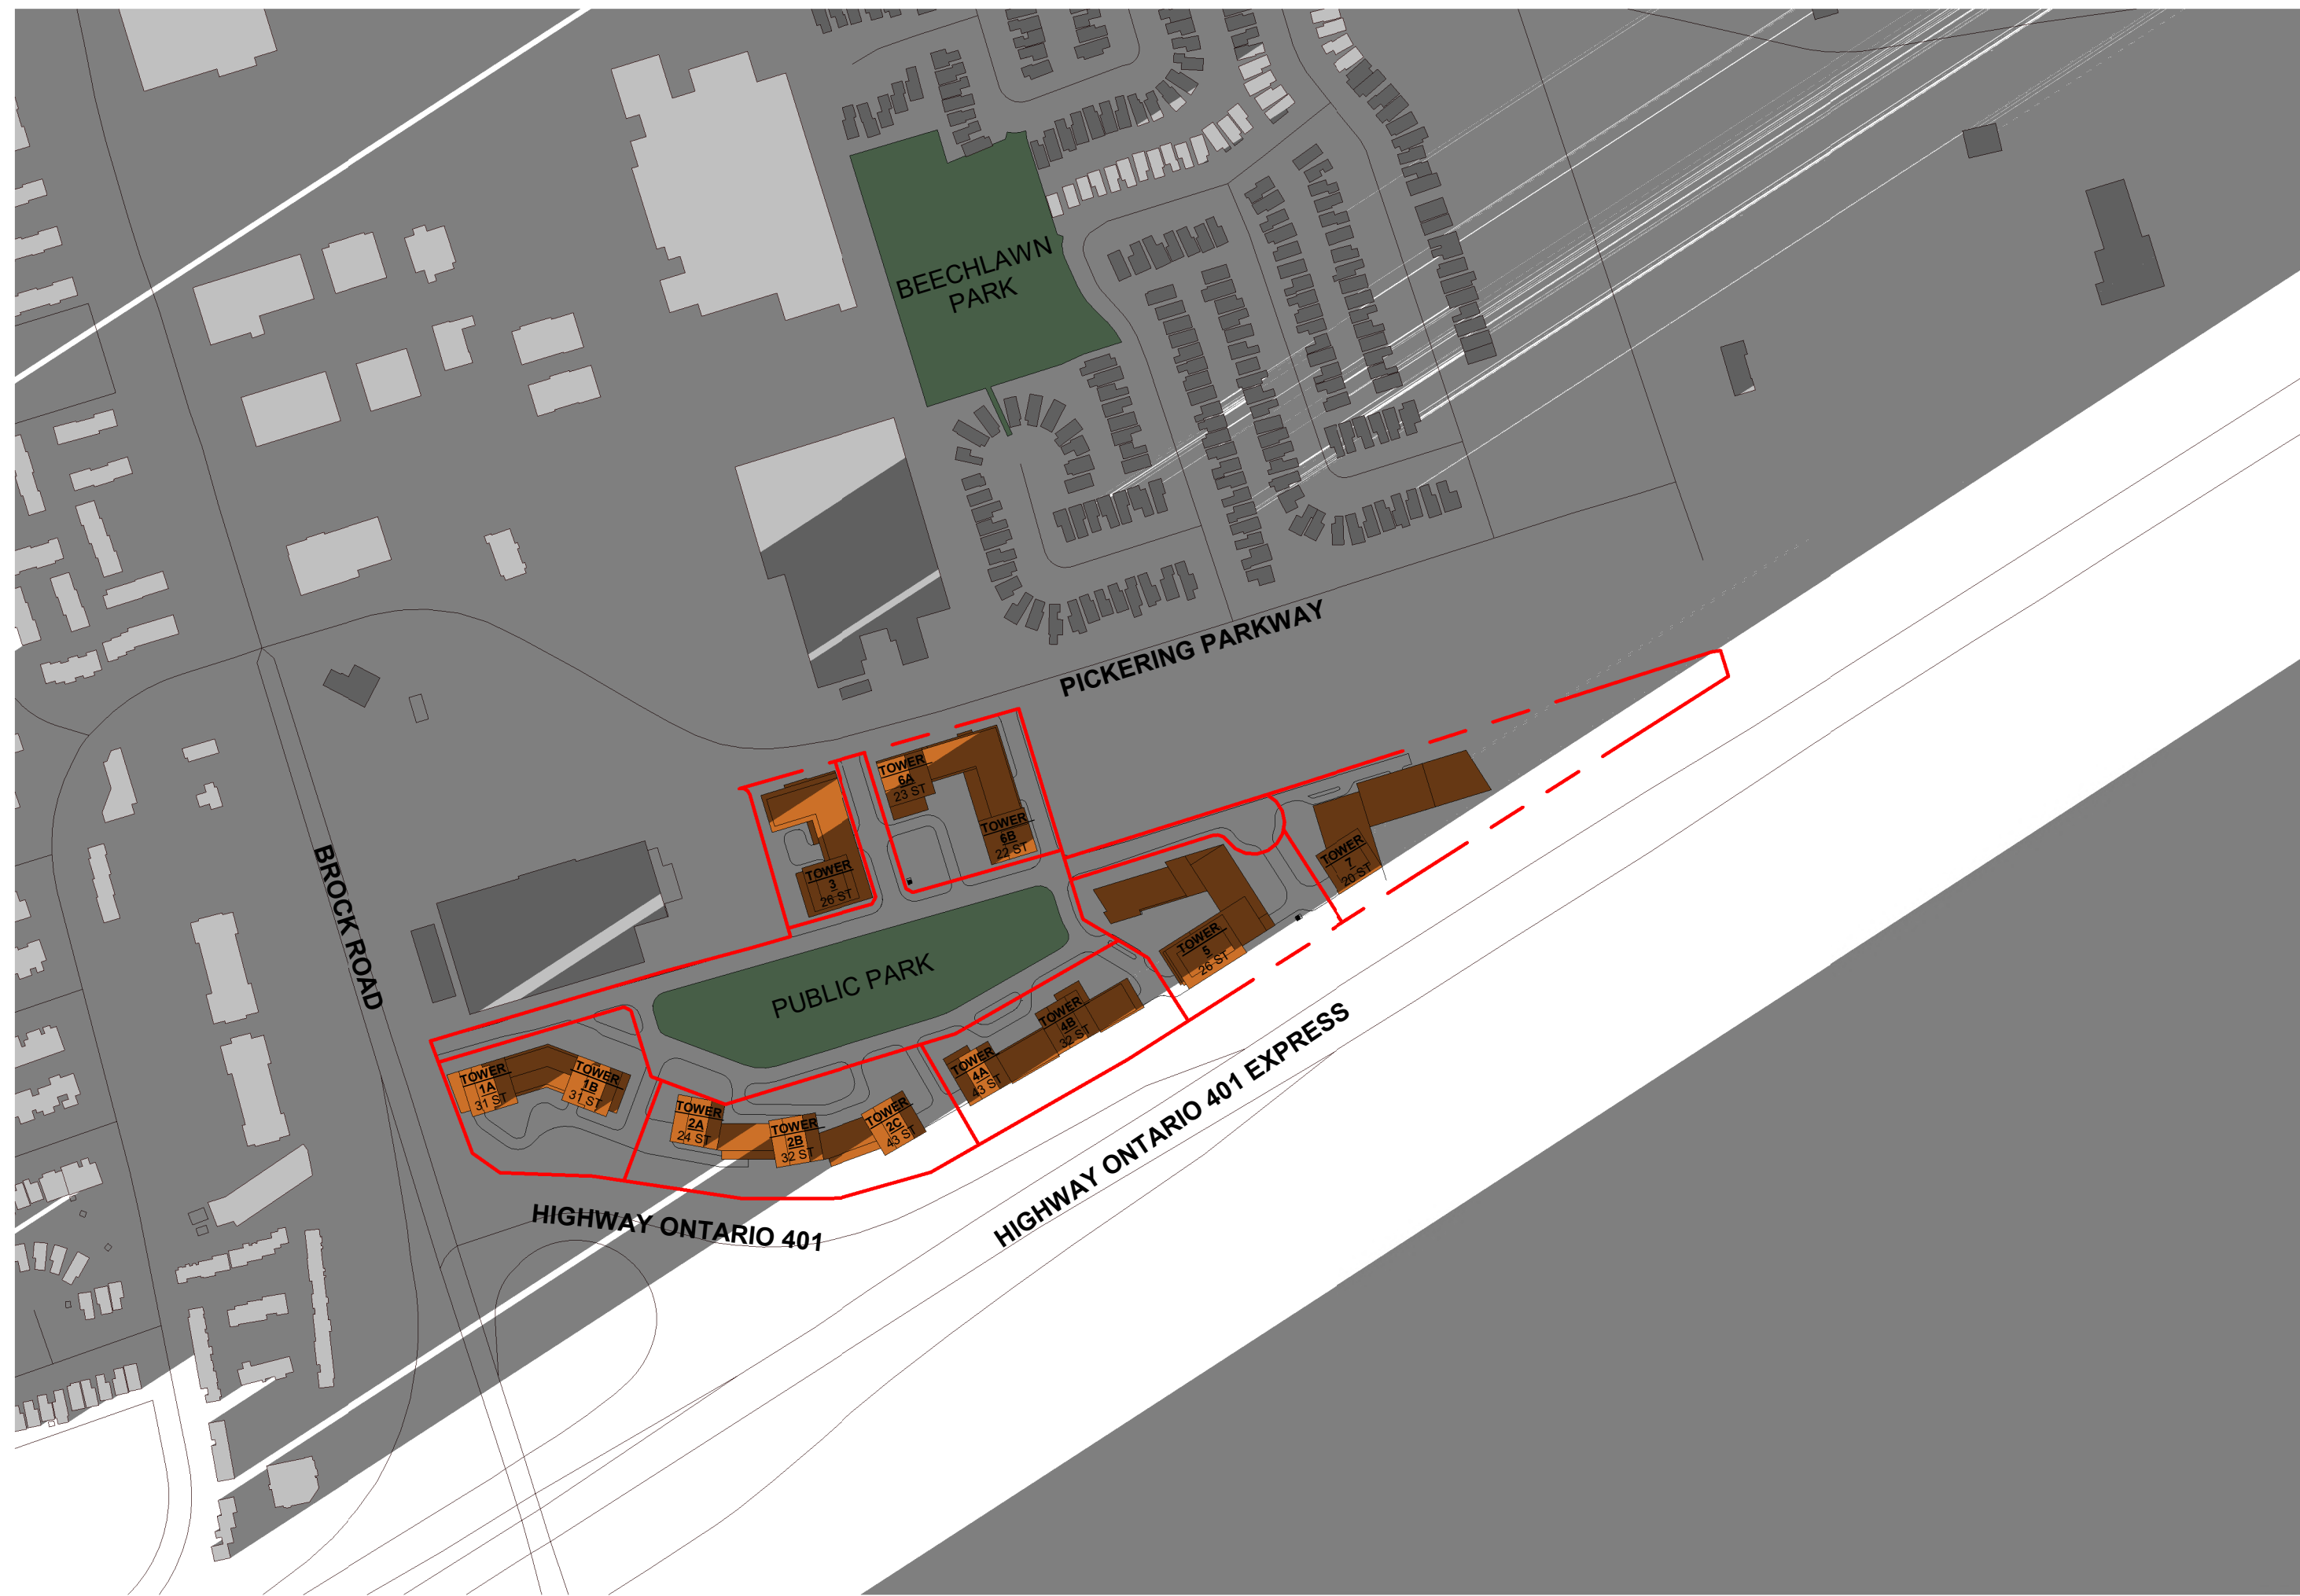 BEECHLAWN
PARK
PICKERING PARKWAY
BROCK ROAD
TOWER
6A
23 ST
TOWER
6B
22 ST
TOWER
3
26 ST
TOWER
7
20 ST
TOWER
5
26 ST
PUBLIC PARK
TOWER
4B
32 ST
TOWER
4A
43 ST
TOWER
1A
31 ST
TOWER
1B
31 ST
TOWER
2A
24 ST
TOWER
2B
32 ST
TOWER
2C
43 ST
HIGHWAY ONTARIO 401
HIGHWAY ONTARIO 401 EXPRESS